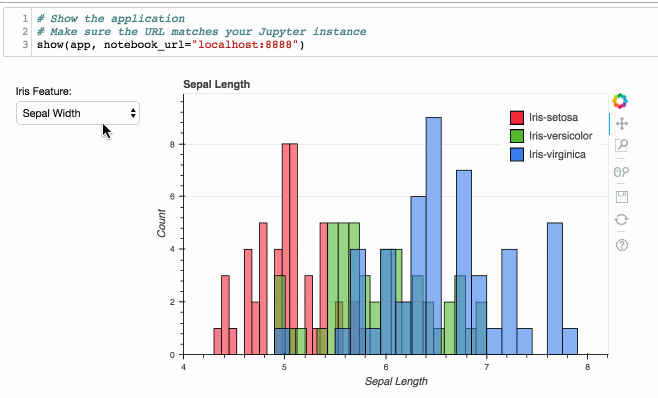 1 # Show the application
2 # Make sure the URL matches your Jupyter instance
3 show(app, notebook_url="localhost:8888")
Iris Feature:
Sepal Width
Sepal Length
Iris-setosa
Iris-versicolor
Iris-virginica
Count
8
6
4
2
0
4 5 6 7 8
Sepal Length